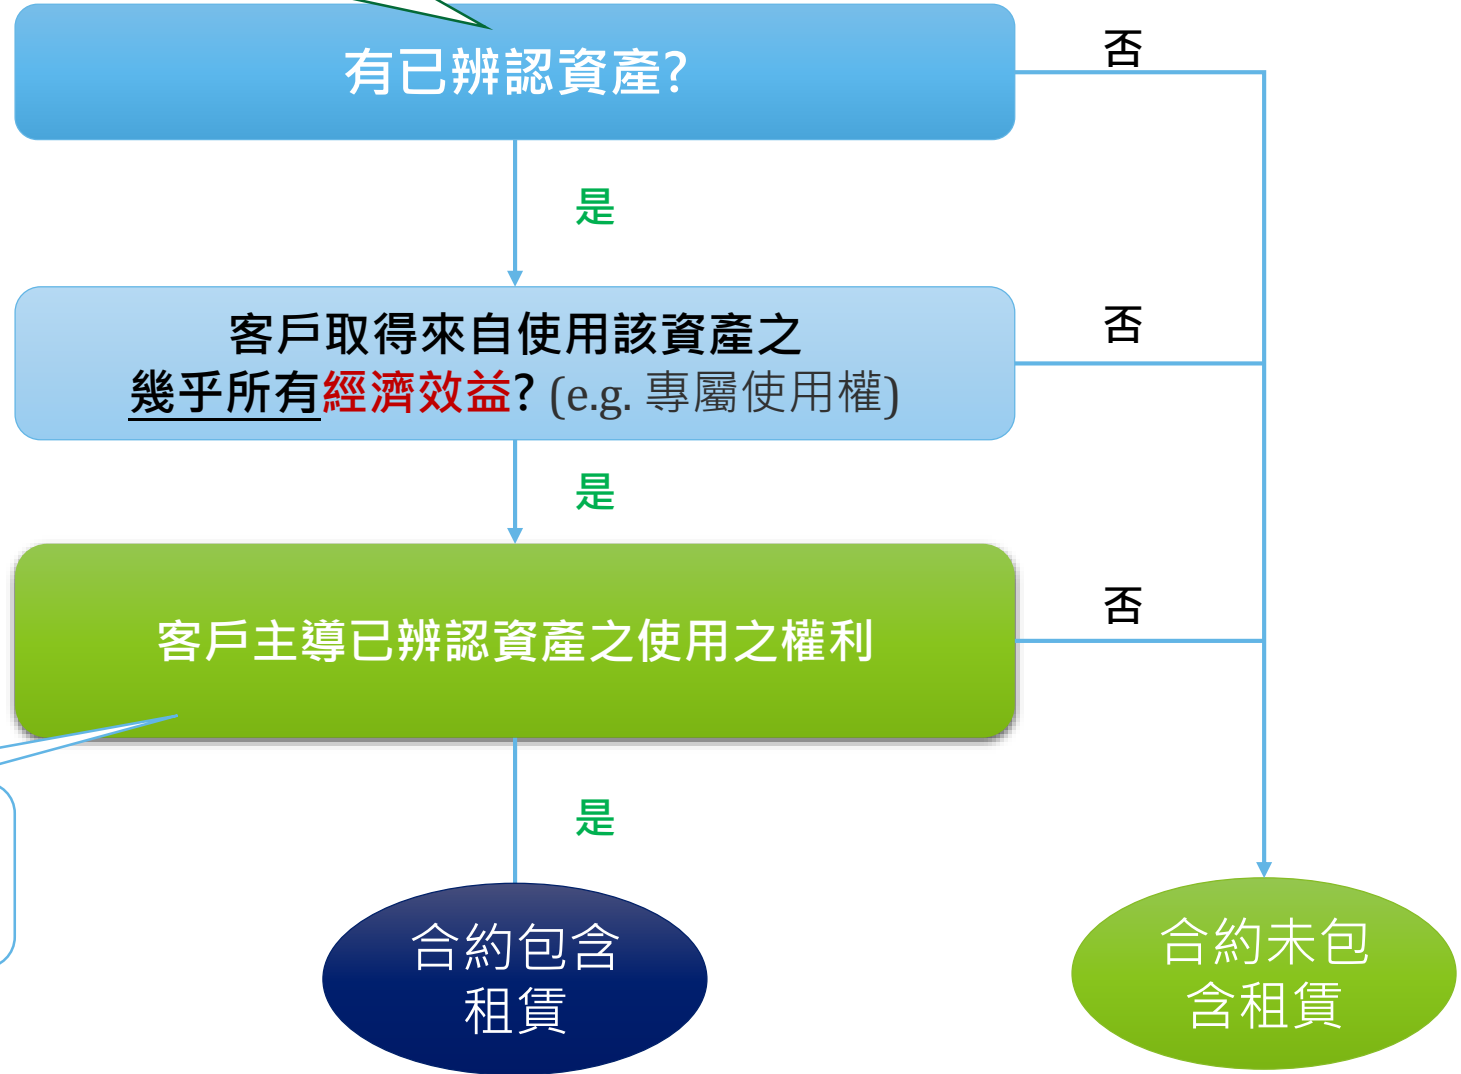 有已辨認資產?
否
是
客戶取得來自使用該資產之
幾乎所有經濟效益? (e.g. 專屬使用權)
否
是
客戶主導已辨認資產之使用之權利
否
是
合約包含
租賃
合約未包
含租賃